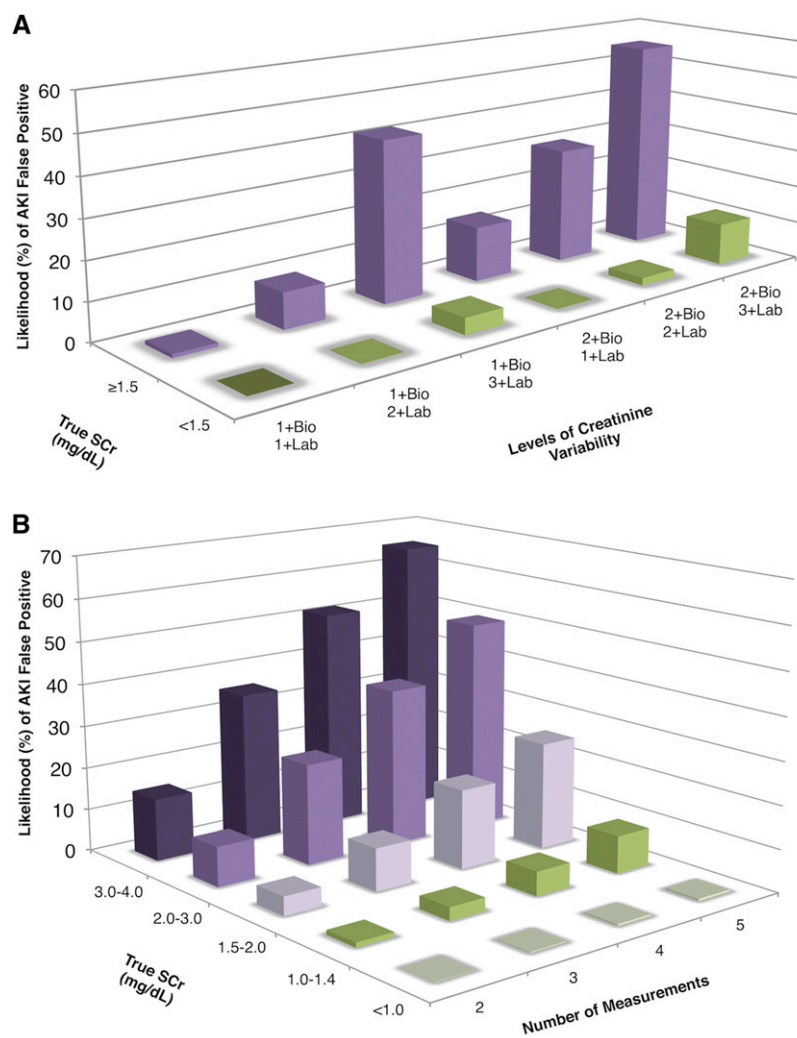 A
Likelihood (%) of AKI False Positive
60
50
40
30
20
10
0
≥1.5
<1.5
True SCr
(mg/dL)
1+Bio
1+Lab
1+Bio
2+Lab
1+Bio
3+Lab
2+Bio
1+Lab
2+Bio
2+Lab
2+Bio
3+Lab
Levels of Creatinine
Variability
B
Likelihood (%) of AKI False Positive
70
60
50
40
30
20
10
0
3.0-4.0
2.0-3.0
1.5-2.0
1.0-1.4
<1.0
True SCr
(mg/dL)
2
3
4
5
Number of Measurements